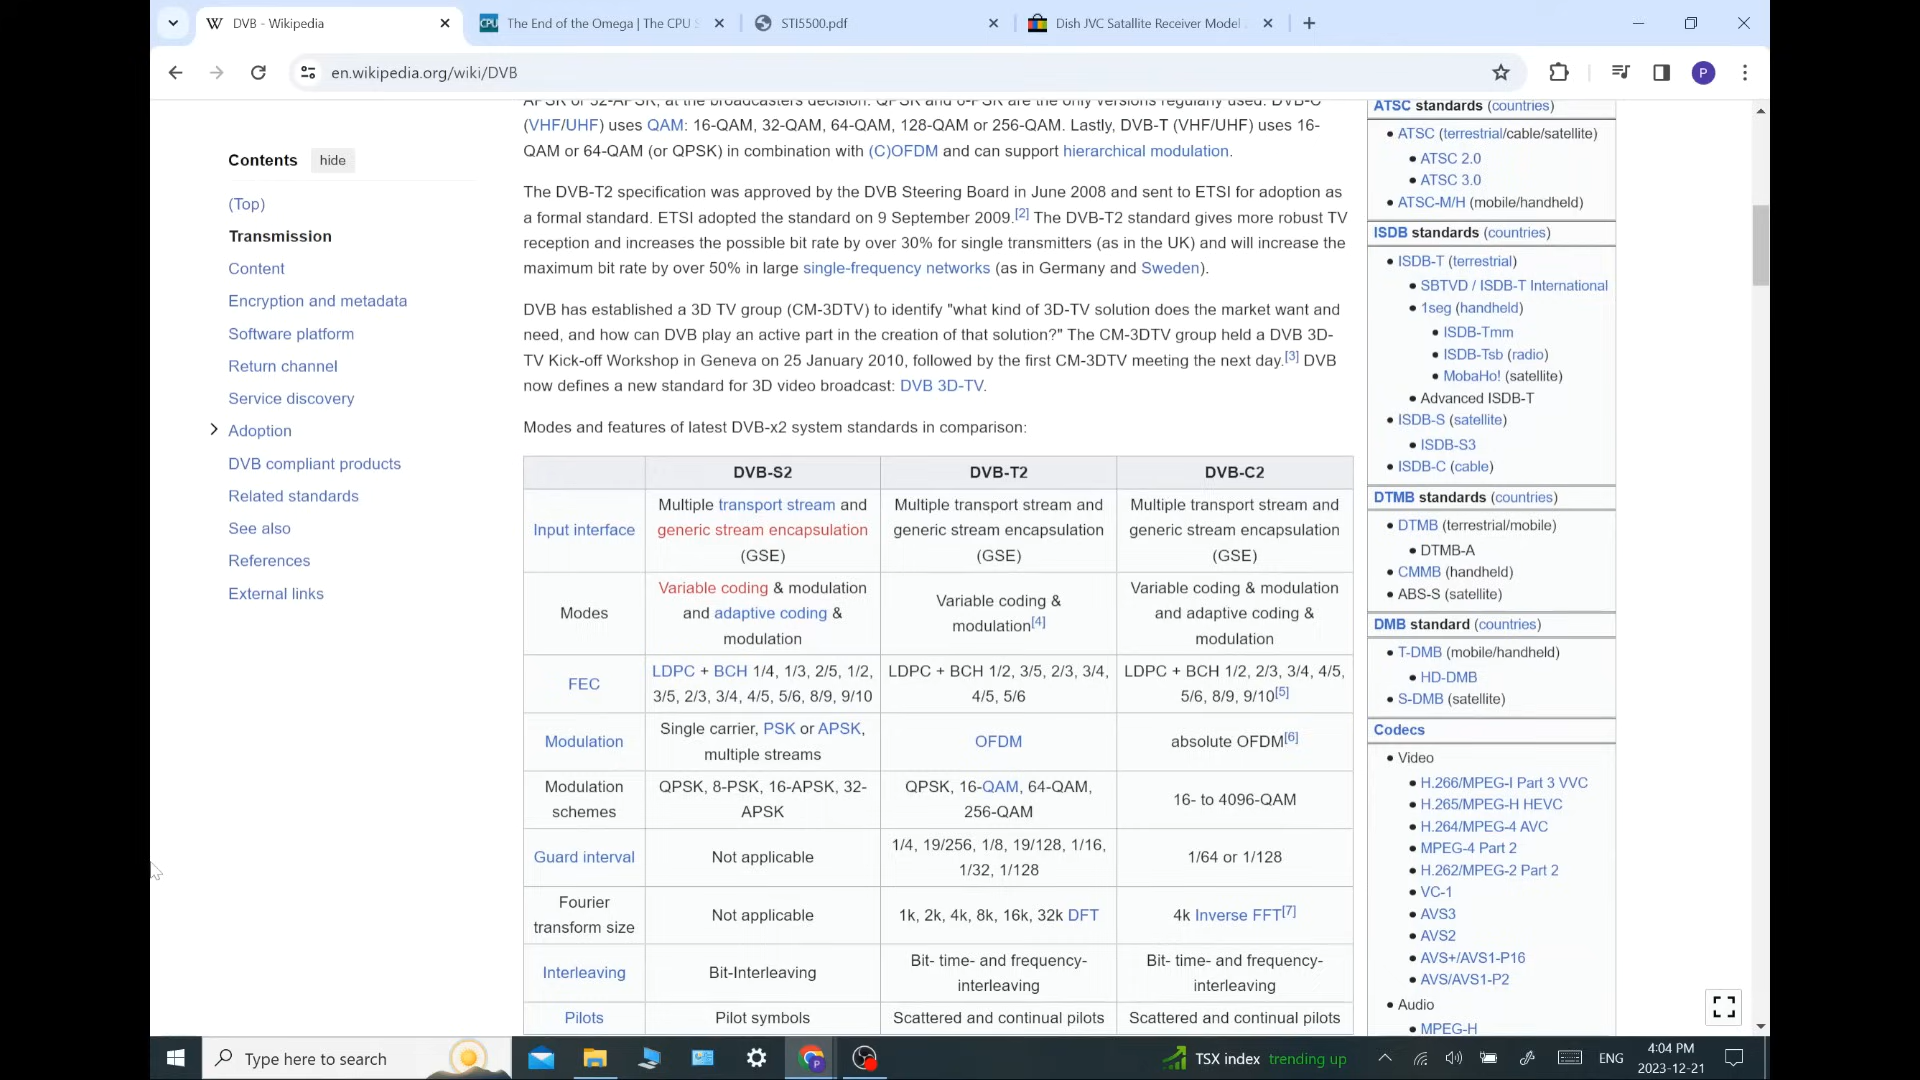 DVB - Wikipedia
The End of the Omega | The CPU S
STI5500.pdf
Dish JVC Satallite Receiver Model
en.wikipedia.org/wiki/DVB
P
Contents hide
(Top)
Transmission
Content
Encryption and metadata
Software platform
Return channel
Service discovery
Adoption
DVB compliant products
Related standards
See also
References
External links
APSK or 32-APSK, at the broadcasters decision. QPSK and 8-PSK are the only versions regularly used. DVB-C
(VHF/UHF) uses QAM: 16-QAM, 32-QAM, 64-QAM, 128-QAM or 256-QAM. Lastly, DVB-T (VHF/UHF) uses 16-
QAM or 64-QAM (or QPSK) in combination with (C)OFDM and can support hierarchical modulation.
The DVB-T2 specification was approved by the DVB Steering Board in June 2008 and sent to ETSI for adoption as
a formal standard. ETSI adopted the standard on 9 September 2009.[2] The DVB-T2 standard gives more robust TV
reception and increases the possible bit rate by over 30% for single transmitters (as in the UK) and will increase the
maximum bit rate by over 50% in large single-frequency networks (as in Germany and Sweden).
DVB has established a 3D TV group (CM-3DTV) to identify "what kind of 3D-TV solution does the market want and
need, and how can DVB play an active part in the creation of that solution?" The CM-3DTV group held a DVB 3D-
TV Kick-off Workshop in Geneva on 25 January 2010, followed by the first CM-3DTV meeting the next day.[3] DVB
now defines a new standard for 3D video broadcast: DVB 3D-TV.
Modes and features of latest DVB-x2 system standards in comparison:
DVB-S2 DVB-T2 DVB-C2
Input interface
Multiple transport stream and
generic stream encapsulation
(GSE)
Multiple transport stream and
generic stream encapsulation
(GSE)
Multiple transport stream and
generic stream encapsulation
(GSE)
Modes
Variable coding & modulation
and adaptive coding &
modulation
Variable coding &
modulation[4]
Variable coding & modulation
and adaptive coding &
modulation
FEC
LDPC + BCH 1/4, 1/3, 2/5, 1/2,
3/5, 2/3, 3/4, 4/5, 5/6, 8/9, 9/10
LDPC + BCH 1/2, 3/5, 2/3, 3/4,
4/5, 5/6
LDPC + BCH 1/2, 2/3, 3/4, 4/5,
5/6, 8/9, 9/10[5]
Modulation
Single carrier, PSK or APSK,
multiple streams
OFDM
absolute OFDM[6]
Modulation
schemes
QPSK, 8-PSK, 16-APSK, 32-
APSK
QPSK, 16-QAM, 64-QAM,
256-QAM
16- to 4096-QAM
Guard interval
Not applicable
1/4, 19/256, 1/8, 19/128, 1/16,
1/32, 1/128
1/64 or 1/128
Fourier
transform size
Not applicable
1k, 2k, 4k, 8k, 16k, 32k DFT
4k Inverse FFT[7]
Interleaving
Bit-Interleaving
Bit- time- and frequency-
interleaving
Bit- time- and frequency-
interleaving
Pilots
Pilot symbols
Scattered and continual pilots
Scattered and continual pilots
ATSC standards (countries)
ATSC (terrestrial/cable/satellite)
ATSC 2.0
ATSC 3.0
ATSC-M/H (mobile/handheld)
ISDB standards (countries)
ISDB-T (terrestrial)
SBTVD / ISDB-T International
1seg (handheld)
ISDB-Tmm
ISDB-Tsb (radio)
MobaHo! (satellite)
Advanced ISDB-T
ISDB-S (satellite)
ISDB-S3
ISDB-C (cable)
DTMB standards (countries)
DTMB (terrestrial/mobile)
DTMB-A
CMMB (handheld)
ABS-S (satellite)
DMB standard (countries)
T-DMB (mobile/handheld)
HD-DMB
S-DMB (satellite)
Codecs
Video
H.266/MPEG-I Part 3 VVC
H.265/MPEG-H HEVC
H.264/MPEG-4 AVC
MPEG-4 Part 2
H.262/MPEG-2 Part 2
VC-1
AVS3
AVS2
AVS+/AVS1-P16
AVS/AVS1-P2
Audio
MPEG-H
Type here to search
TSX index trending up
ENG
4:04 PM
2023-12-21